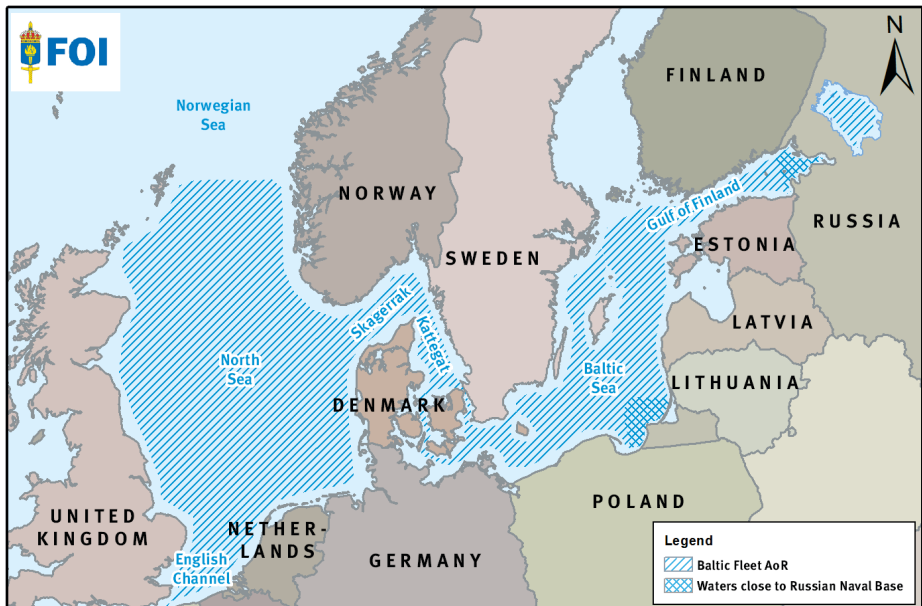 FOI
N
Norwegian
Sea
FINLAND
NORWAY
Gulf of Finland
RUSSIA
SWEDEN
ESTONIA
Skagerrak
Kattegat
LATVIA
North
Sea
Baltic
Sea
LITHUANIA
DENMARK
POLAND
UNITED
KINGDOM
NETHER-
LANDS
English
Channel
GERMANY
Legend
Baltic Fleet AoR
Waters close to Russian Naval Base